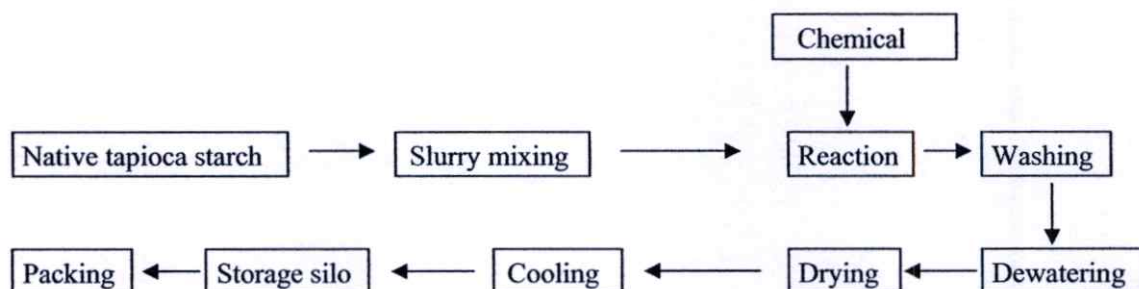 Chemical
Native tapioca starch Slurry mixing Reaction Washing
Packing Storage silo Cooling Drying Dewatering